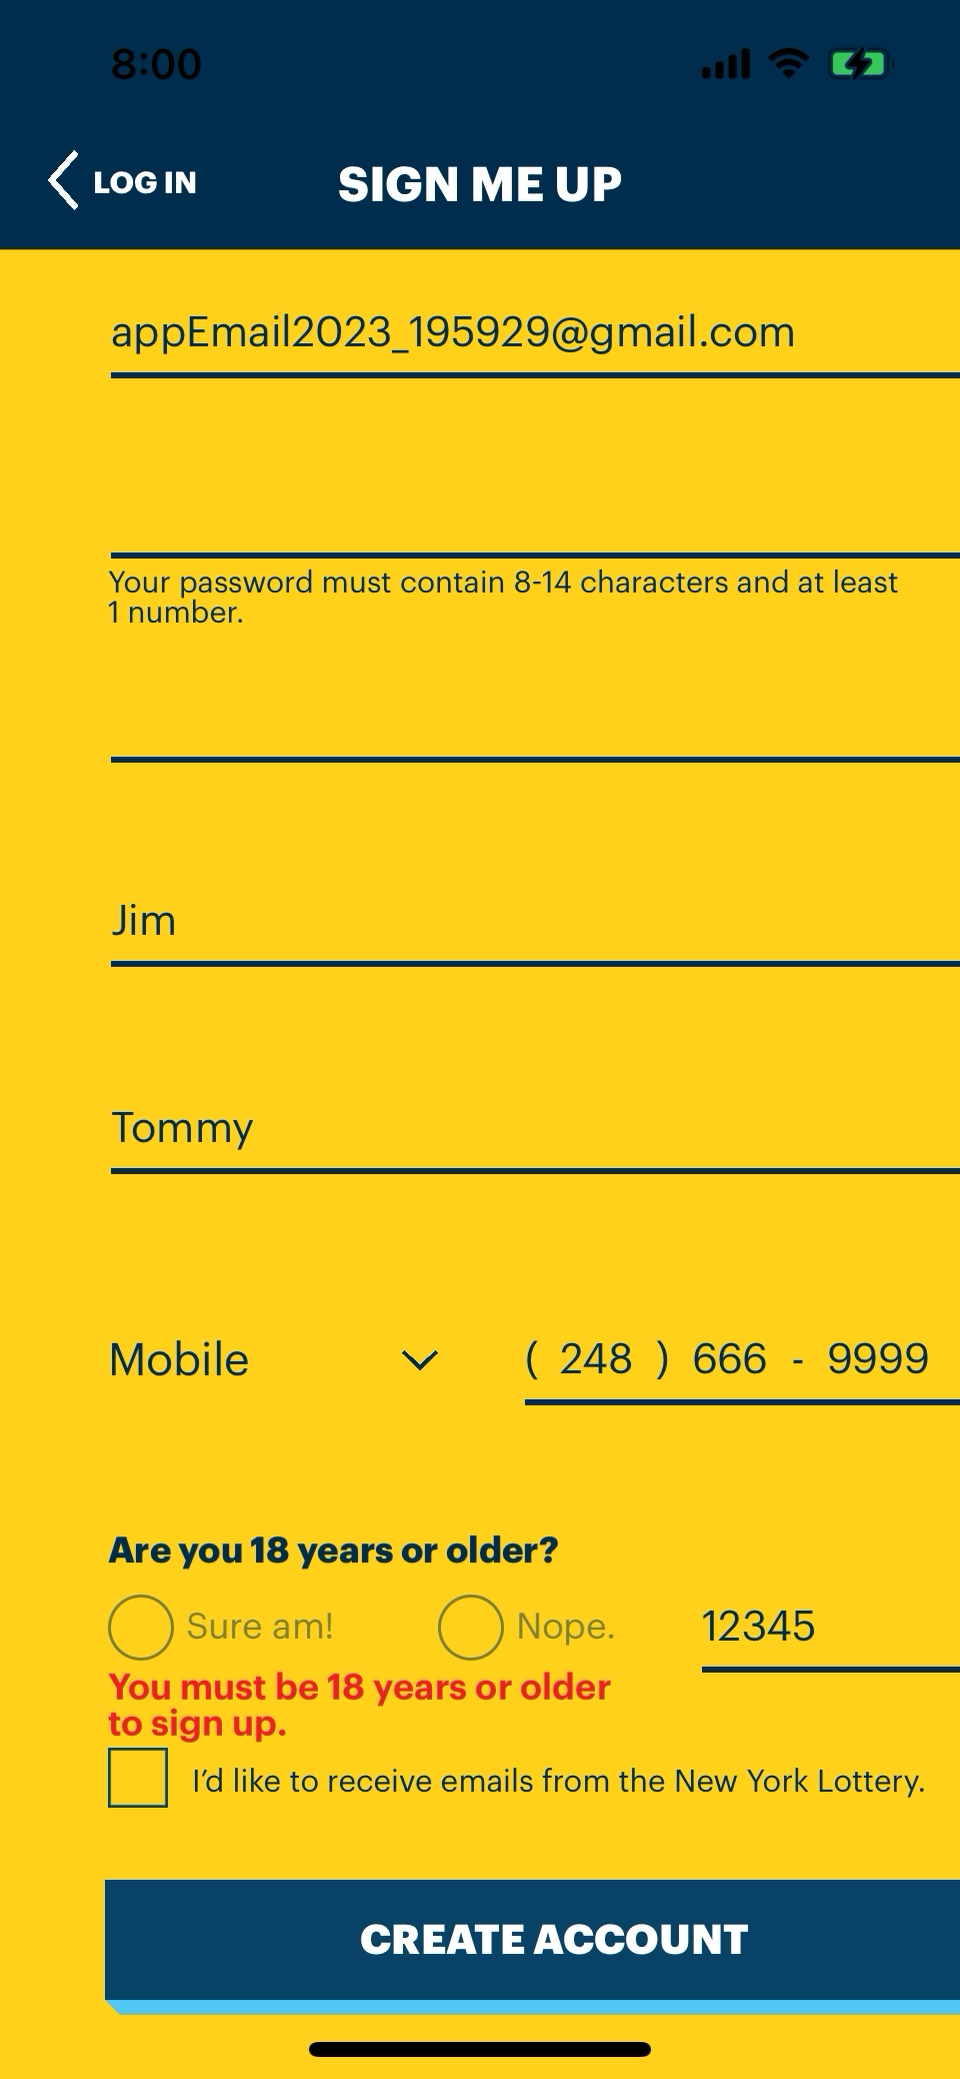 8:00
LOG IN
SIGN ME UP
appEmail2023_195929@gmail.com
Your password must contain 8-14 characters and at least
1 number.
Jim
Tommy
Mobile
( 248 ) 666 - 9999
Are you 18 years or older?
Sure am!
Nope.
12345
You must be 18 years or older
to sign up.
I'd like to receive emails from the New York Lottery.
CREATE ACCOUNT